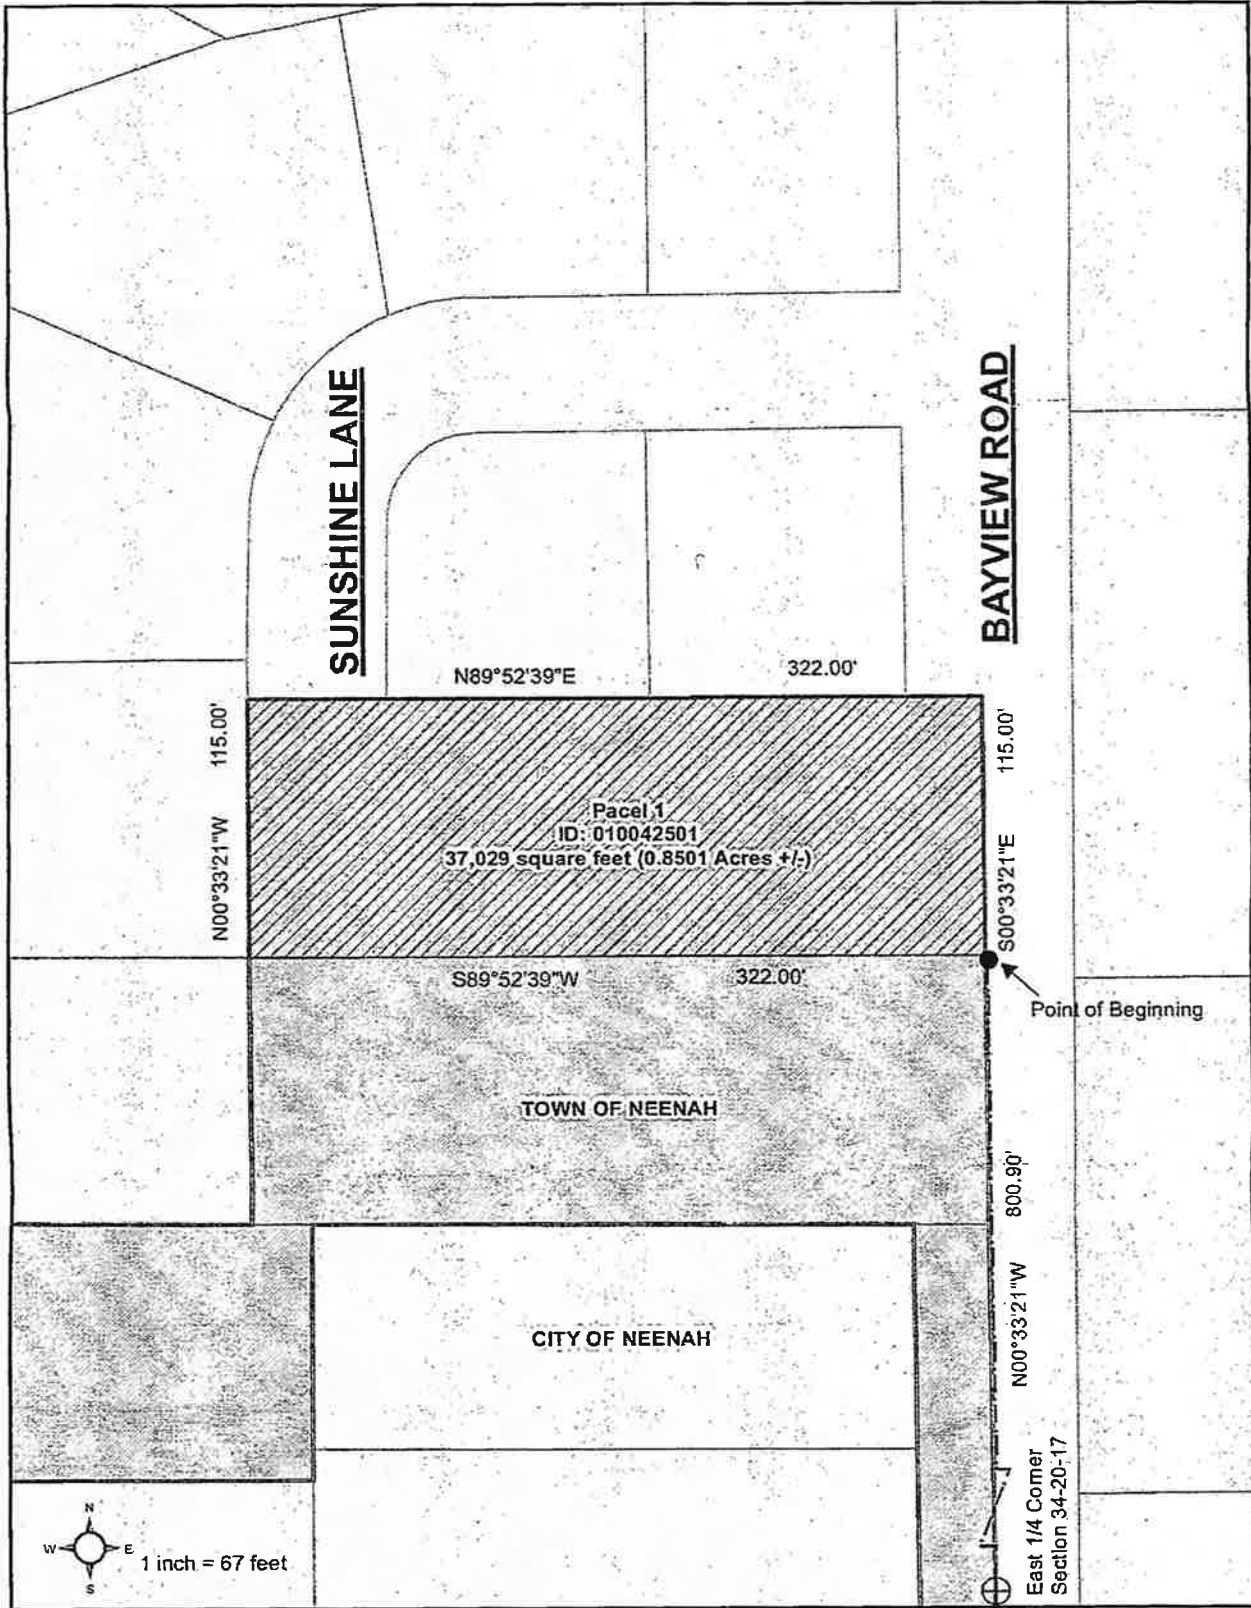 SUNSHINE LANE
BAYVIEW ROAD
N89°52'39"E 322.00'
N00°33'21"W 115.00'
S00°33'21"E 115.00'
Pacel 1
ID: 010042501
37,029 square feet (0.8501 Acres +/-)
S89°52'39"W 322.00'
Point of Beginning
TOWN OF NEENAH
N00°33'21"W 800.90'
CITY OF NEENAH
East 1/4 Corner
Section 34-20-17
N
W E
S
1 inch = 67 feet